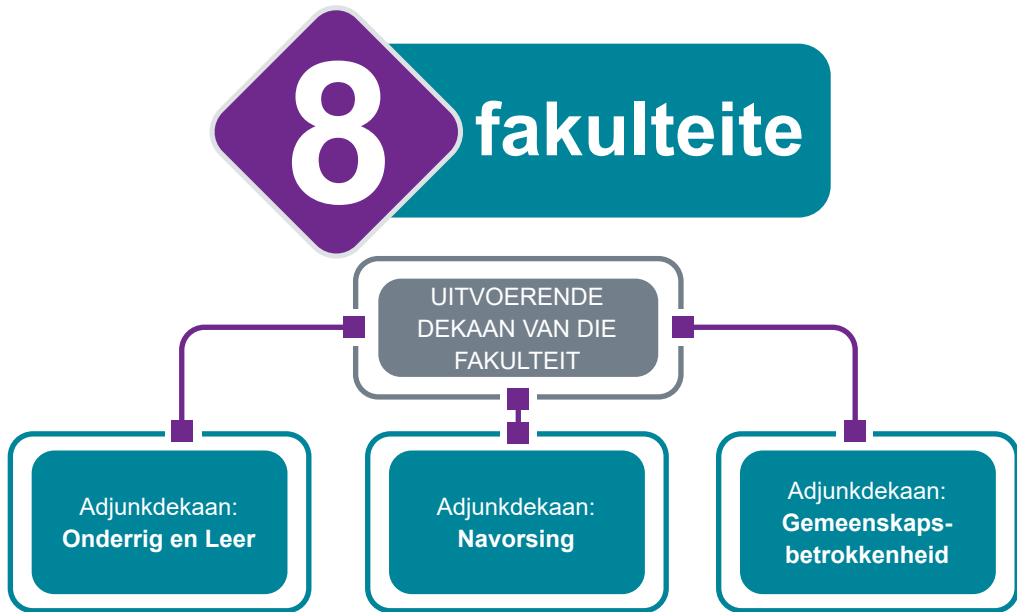 8 fakulteite
UITVOERENDE
DEKAAN VAN DIE
FAKULTEIT
Adjunkdekaan:
Onderrig en Leer
Adjunkdekaan:
Navorsing
Adjunkdekaan:
Gemeenskaps-
betrokkenheid